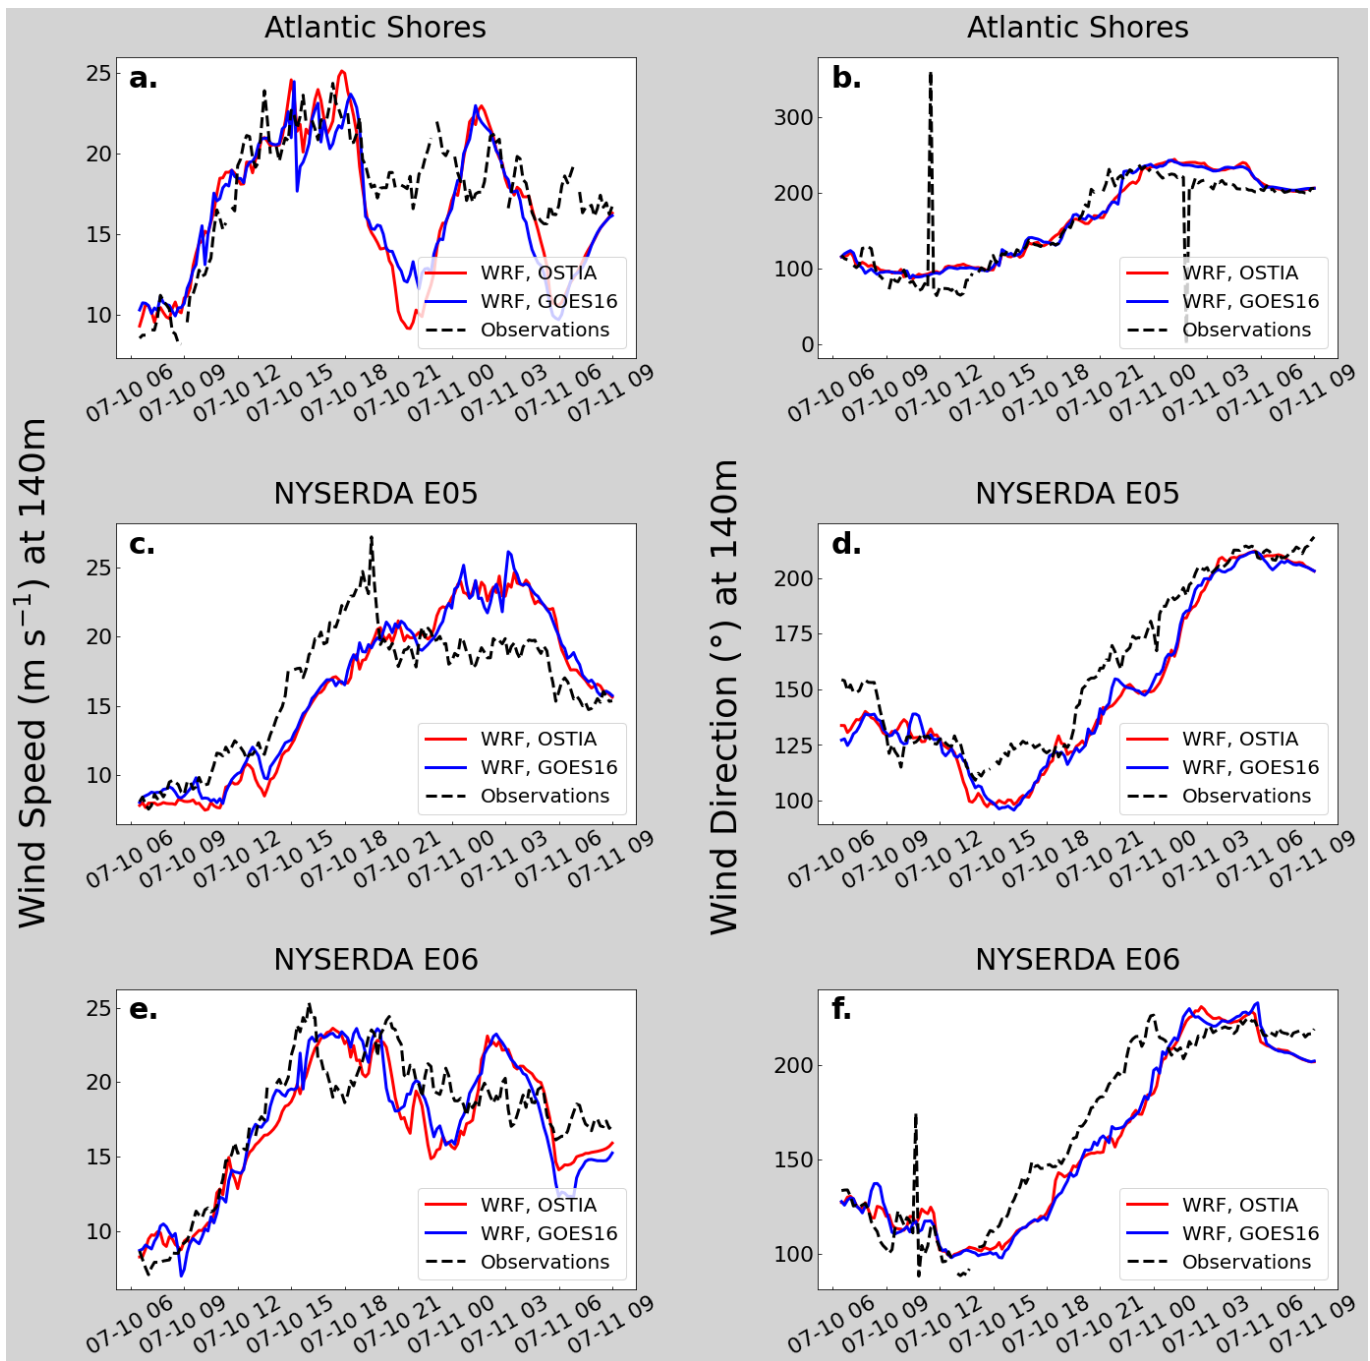 Atlantic Shores
a.
25
20
15
10
WRF, OSTIA
WRF, GOES16
Observations
07-10 06
07-10 09
07-10 12
07-10 15
07-10 18
07-10 21
07-11 00
07-11 03
07-11 06
07-11 09
Atlantic Shores
b.
300
200
100
0
WRF, OSTIA
WRF, GOES16
Observations
07-10 06
07-10 09
07-10 12
07-10 15
07-10 18
07-10 21
07-11 00
07-11 03
07-11 06
07-11 09
Wind Speed (m s⁻¹) at 140m
NYSERDA E05
c.
25
20
15
10
WRF, OSTIA
WRF, GOES16
Observations
07-10 06
07-10 09
07-10 12
07-10 15
07-10 18
07-10 21
07-11 00
07-11 03
07-11 06
07-11 09
Wind Direction (°) at 140m
NYSERDA E05
d.
200
175
150
125
100
WRF, OSTIA
WRF, GOES16
Observations
07-10 06
07-10 09
07-10 12
07-10 15
07-10 18
07-10 21
07-11 00
07-11 03
07-11 06
07-11 09
NYSERDA E06
e.
25
20
15
10
WRF, OSTIA
WRF, GOES16
Observations
07-10 06
07-10 09
07-10 12
07-10 15
07-10 18
07-10 21
07-11 00
07-11 03
07-11 06
07-11 09
NYSERDA E06
f.
200
150
100
WRF, OSTIA
WRF, GOES16
Observations
07-10 06
07-10 09
07-10 12
07-10 15
07-10 18
07-10 21
07-11 00
07-11 03
07-11 06
07-11 09